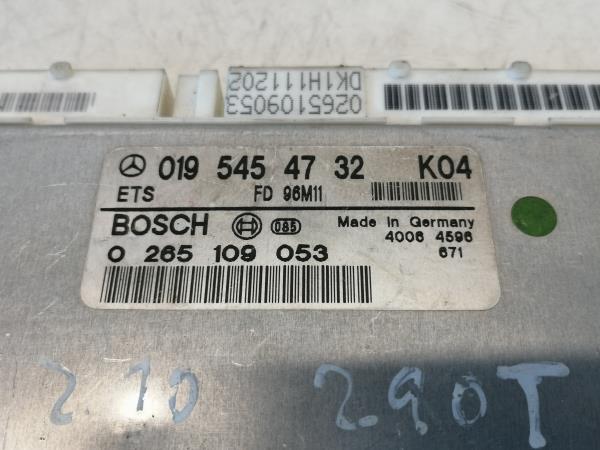 0265109053
DK1H111202
019 545 47 32 K04
ETS FD 96M11
BOSCH 085 Made in Germany
4006 4596
0 265 109 053 671
210 290T